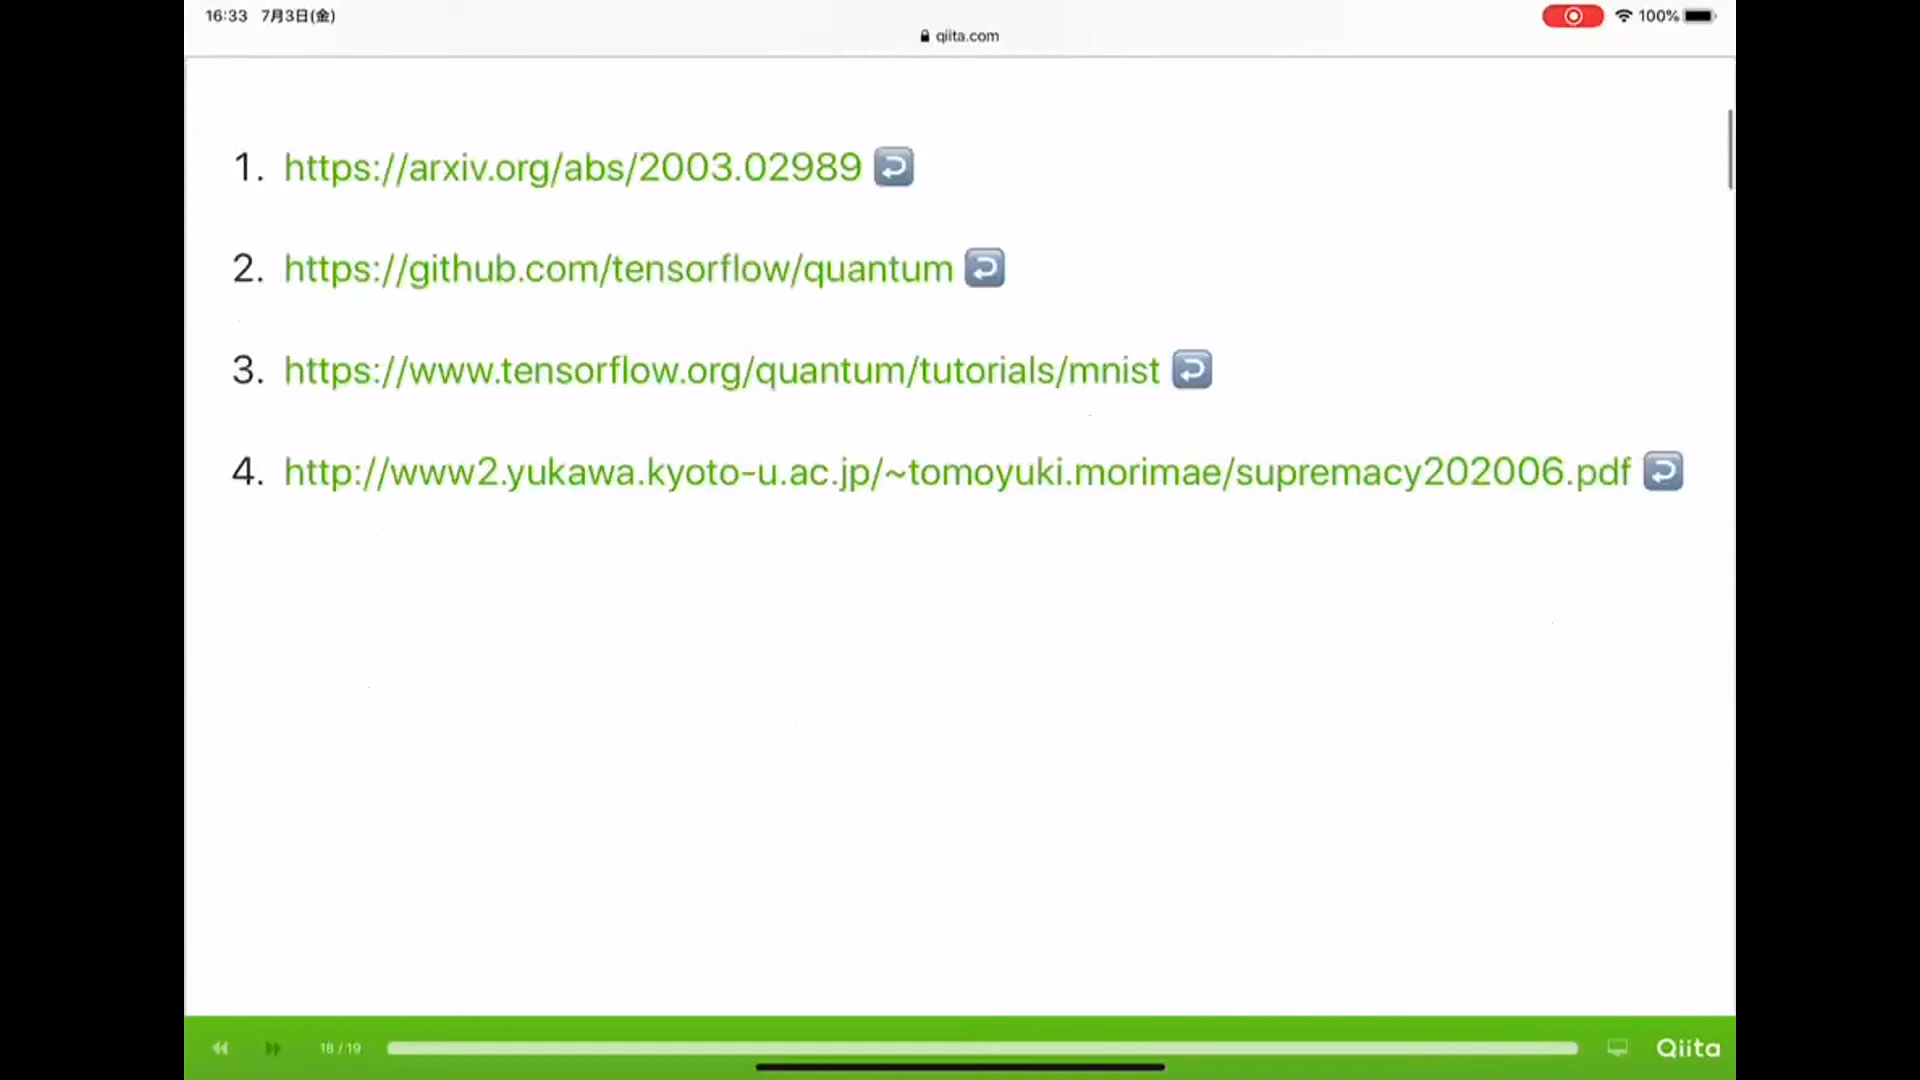 16:33 7月3日(金)
100%
qiita.com
1. https://arxiv.org/abs/2003.02989
2. https://github.com/tensorflow/quantum
3. https://www.tensorflow.org/quantum/tutorials/mnist
4. http://www2.yukawa.kyoto-u.ac.jp/~tomoyuki.morimae/supremacy202006.pdf
18 / 19
Qiita